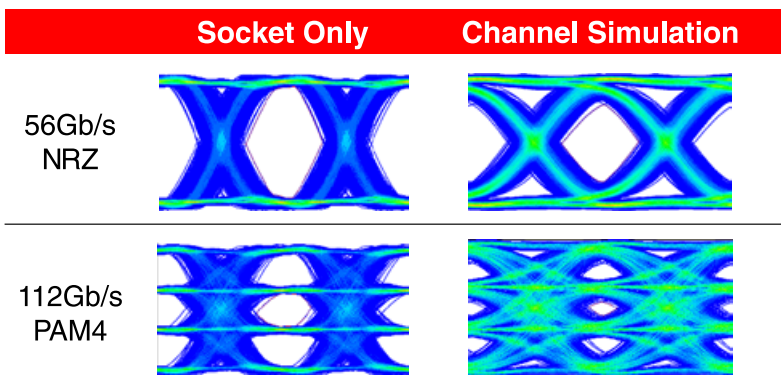 Socket Only
Channel Simulation
56Gb/s
NRZ
112Gb/s
PAM4